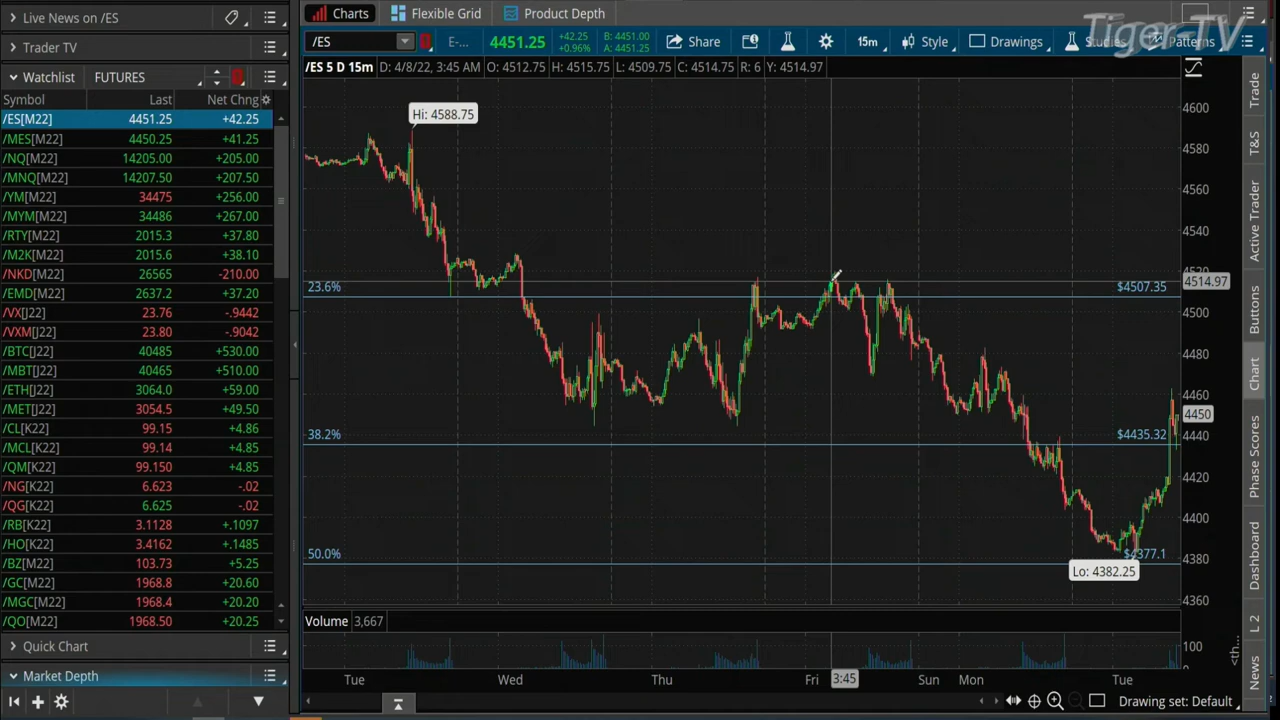 Live News on /ES
Trader TV
Watchlist FUTURES
Symbol Last Net Chng
/ES[M22] 4451.25 +42.25
/MES[M22] 4450.25 +41.25
/NQ[M22] 14205.00 +205.00
/MNQ[M22] 14207.50 +207.50
/YM[M22] 34475 +256.00
/MYM[M22] 34486 +267.00
/RTY[M22] 2015.3 +37.80
/M2K[M22] 2015.6 +38.10
/NKD[M22] 26565 -210.00
/EMD[M22] 2637.2 +37.20
/VX[J22] 23.76 -.9442
/VXM[J22] 23.80 -.9042
/BTC[J22] 40485 +530.00
/MBT[J22] 40465 +510.00
/ETH[J22] 3064.0 +59.00
/MET[J22] 3054.5 +49.50
/CL[K22] 99.15 +4.86
/MCL[K22] 99.14 +4.85
/QM[K22] 99.150 +4.85
/NG[K22] 6.623 -.02
/QG[K22] 6.625 -.02
/RB[K22] 3.1128 +.1097
/HO[K22] 3.4162 +.1485
/BZ[M22] 103.73 +5.25
/GC[M22] 1968.8 +20.60
/MGC[M22] 1968.4 +20.20
/QO[M22] 1968.50 +20.25
Quick Chart
Market Depth
Charts Flexible Grid Product Depth
Tiger-TV
/ES E-... 4451.25 +42.25 +0.96% B: 4451.00 A: 4451.25 Share 15m Style Drawings Studies Patterns
/ES 5 D 15m D: 4/8/22, 3:45 AM O: 4512.75 H: 4515.75 L: 4509.75 C: 4514.75 R: 6 Y: 4514.97
Hi: 4588.75
4600
4580
4560
4540
4520
4514.97
23.6% $4507.35
4500
4480
4460
4450
4440
38.2% $4435.32
4420
4400
4380
50.0% $4377.1
Lo: 4382.25
4360
Volume 3,667
100
0
Tue Wed Thu Fri 3:45 Sun Mon Tue
Drawing set: Default
Trade
T&S
Active Trader
Buttons
Chart
Phase Scores
Dashboard
L 2
News
<th...